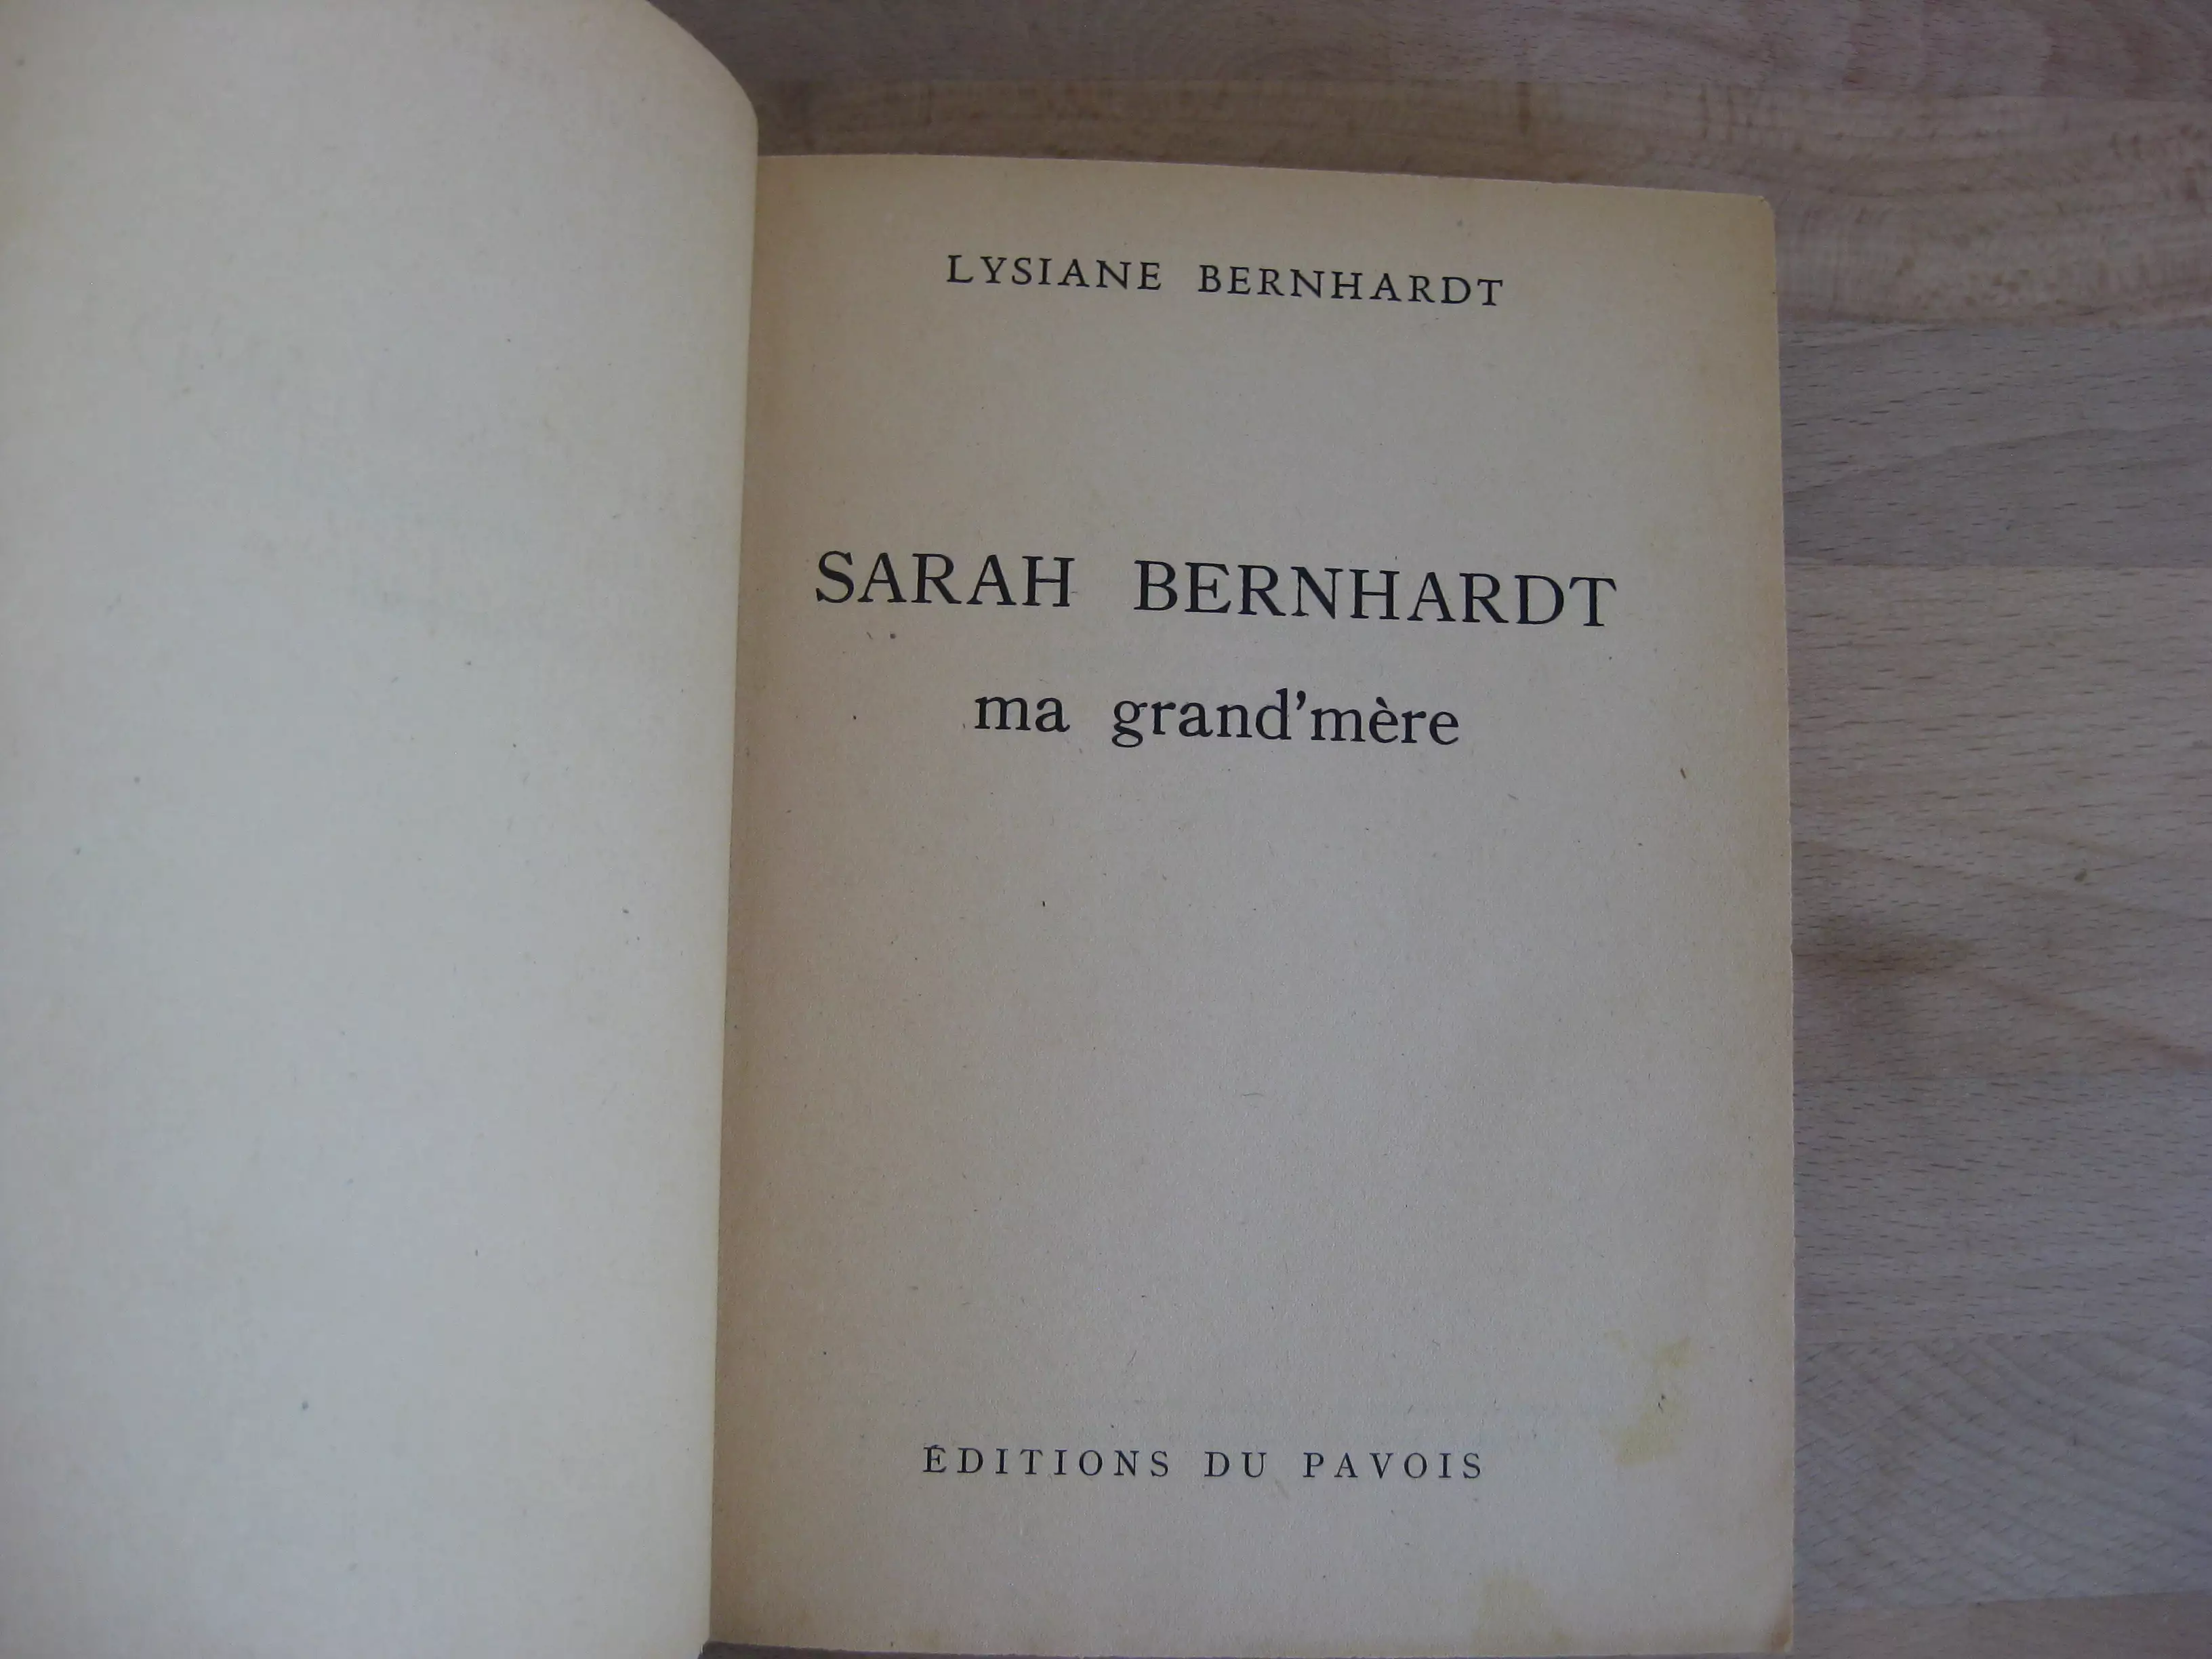 LYSIANE BERNHARDT
SARAH BERNHARDT
ma grand'mère
ÉDITIONS DU PAVOIS